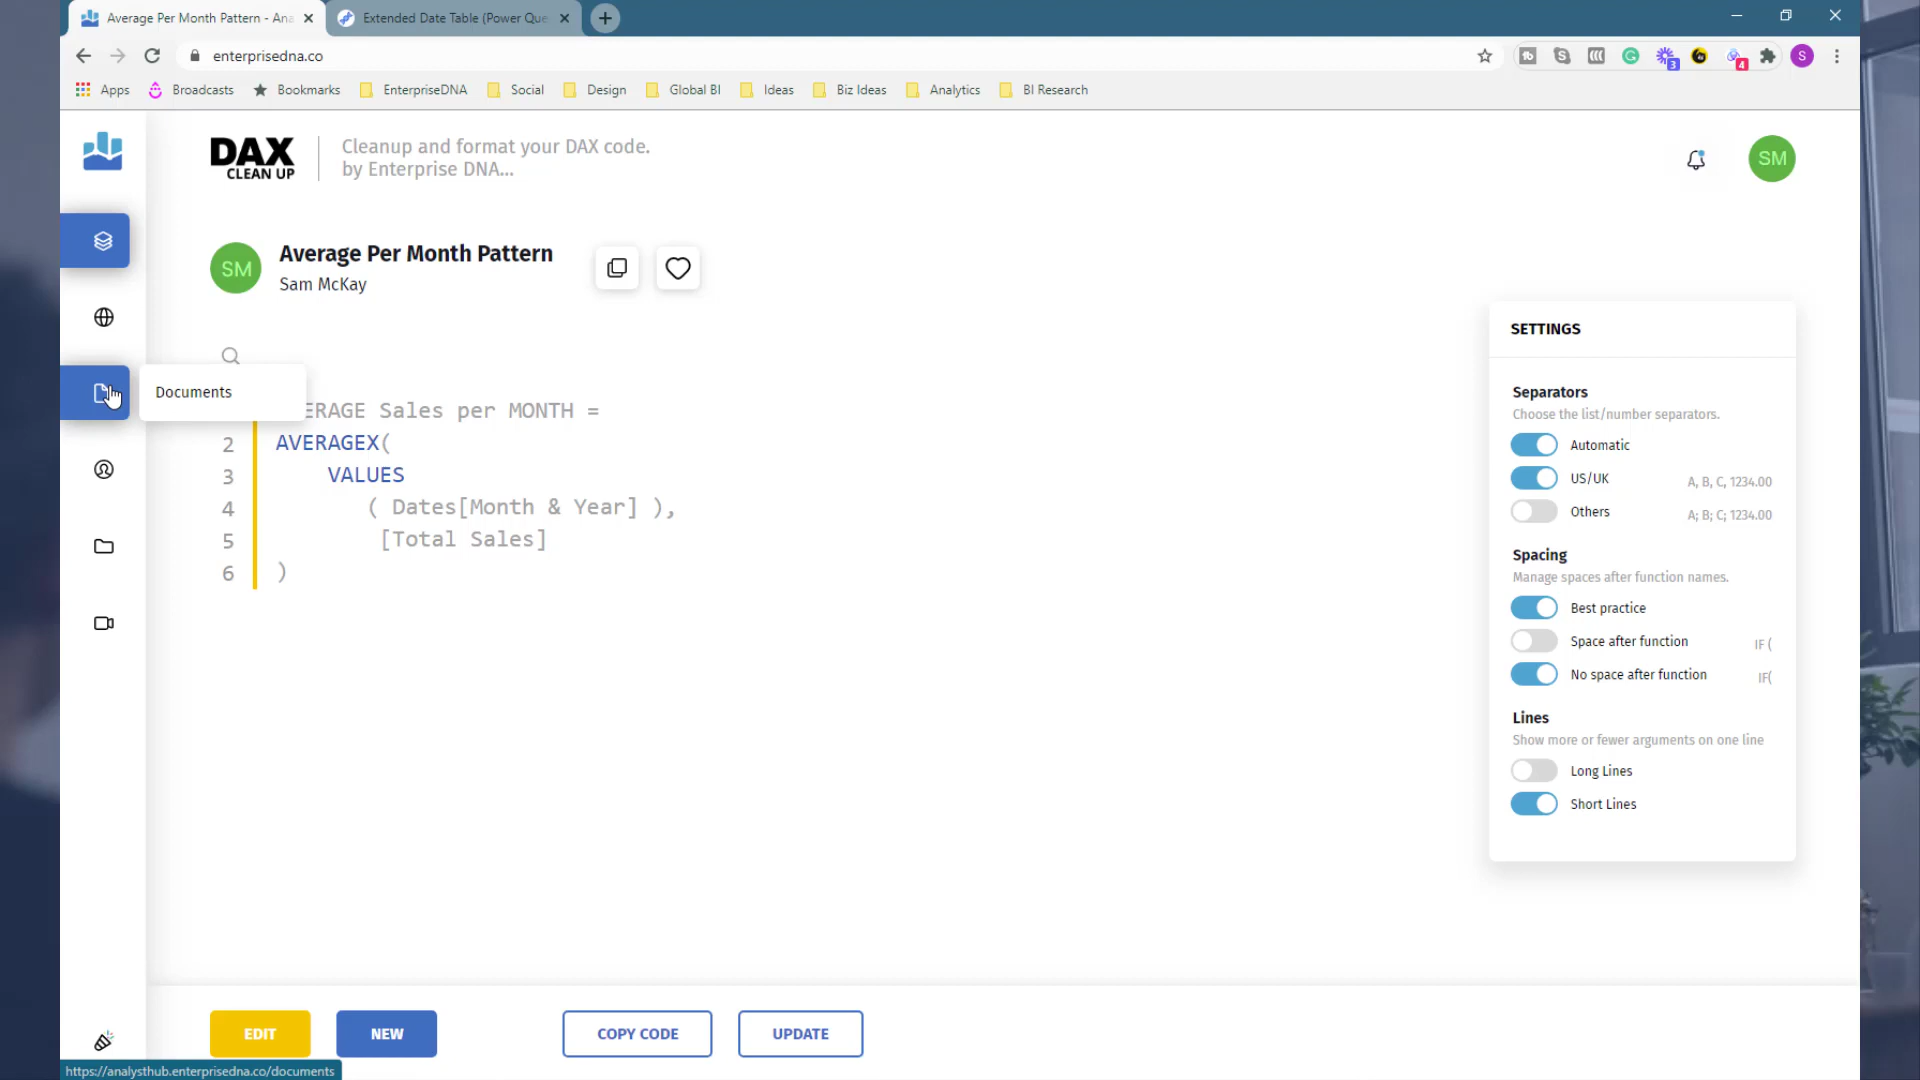 Average Per Month Pattern - Ana
Extended Date Table (Power Que
enterprisedna.co
3
4
S
Apps
Broadcasts
Bookmarks
EnterpriseDNA
Social
Design
Global BI
Ideas
Biz Ideas
Analytics
BI Research
DAX
CLEAN UP
Cleanup and format your DAX code.
by Enterprise DNA...
SM
SM
Average Per Month Pattern
Sam McKay
Documents
ERAGE Sales per MONTH =
2 AVERAGEX(
3 VALUES
4 ( Dates[Month & Year] ),
5 [Total Sales]
6 )
SETTINGS
Separators
Choose the list/number separators.
Automatic
US/UK A, B, C, 1234.00
Others A; B; C; 1234.00
Spacing
Manage spaces after function names.
Best practice
Space after function IF (
No space after function IF(
Lines
Show more or fewer arguments on one line
Long Lines
Short Lines
EDIT
NEW
COPY CODE
UPDATE
https://analysthub.enterprisedna.co/documents